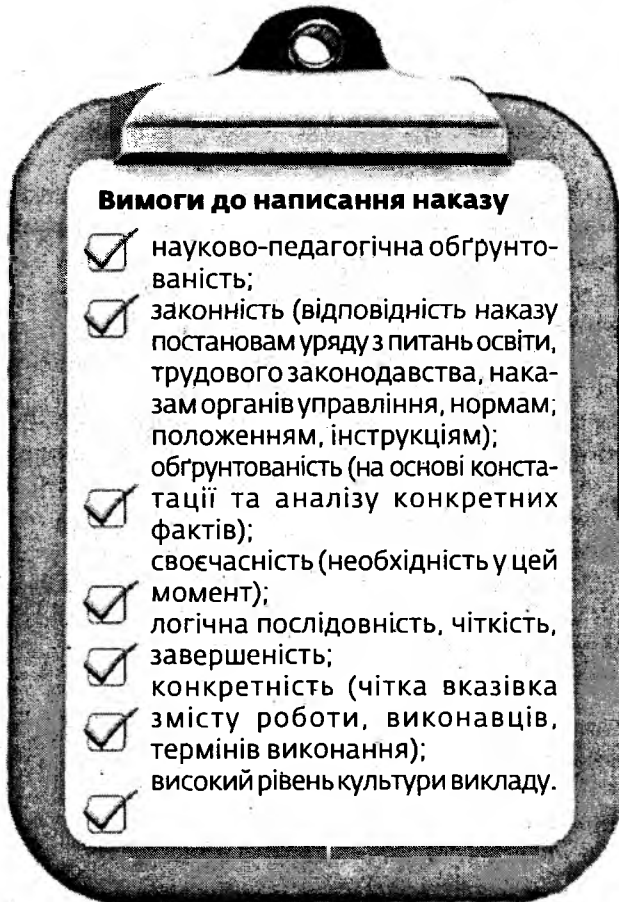 Вимоги до написання наказу
науково-педагогічна обґрунто-
ваність;
законність (відповідність наказу
постановам уряду з питань освіти,
трудового законодавства, нака-
зам органів управління, нормам;
положенням, інструкціям);
обґрунтованість (на основі конста-
тації та аналізу конкретних
фактів);
своєчасність (необхідність у цей
момент);
логічна послідовність, чіткість,
завершеність;
конкретність (чітка вказівка
змісту роботи, виконавців,
термінів виконання);
високий рівень культури викладу.